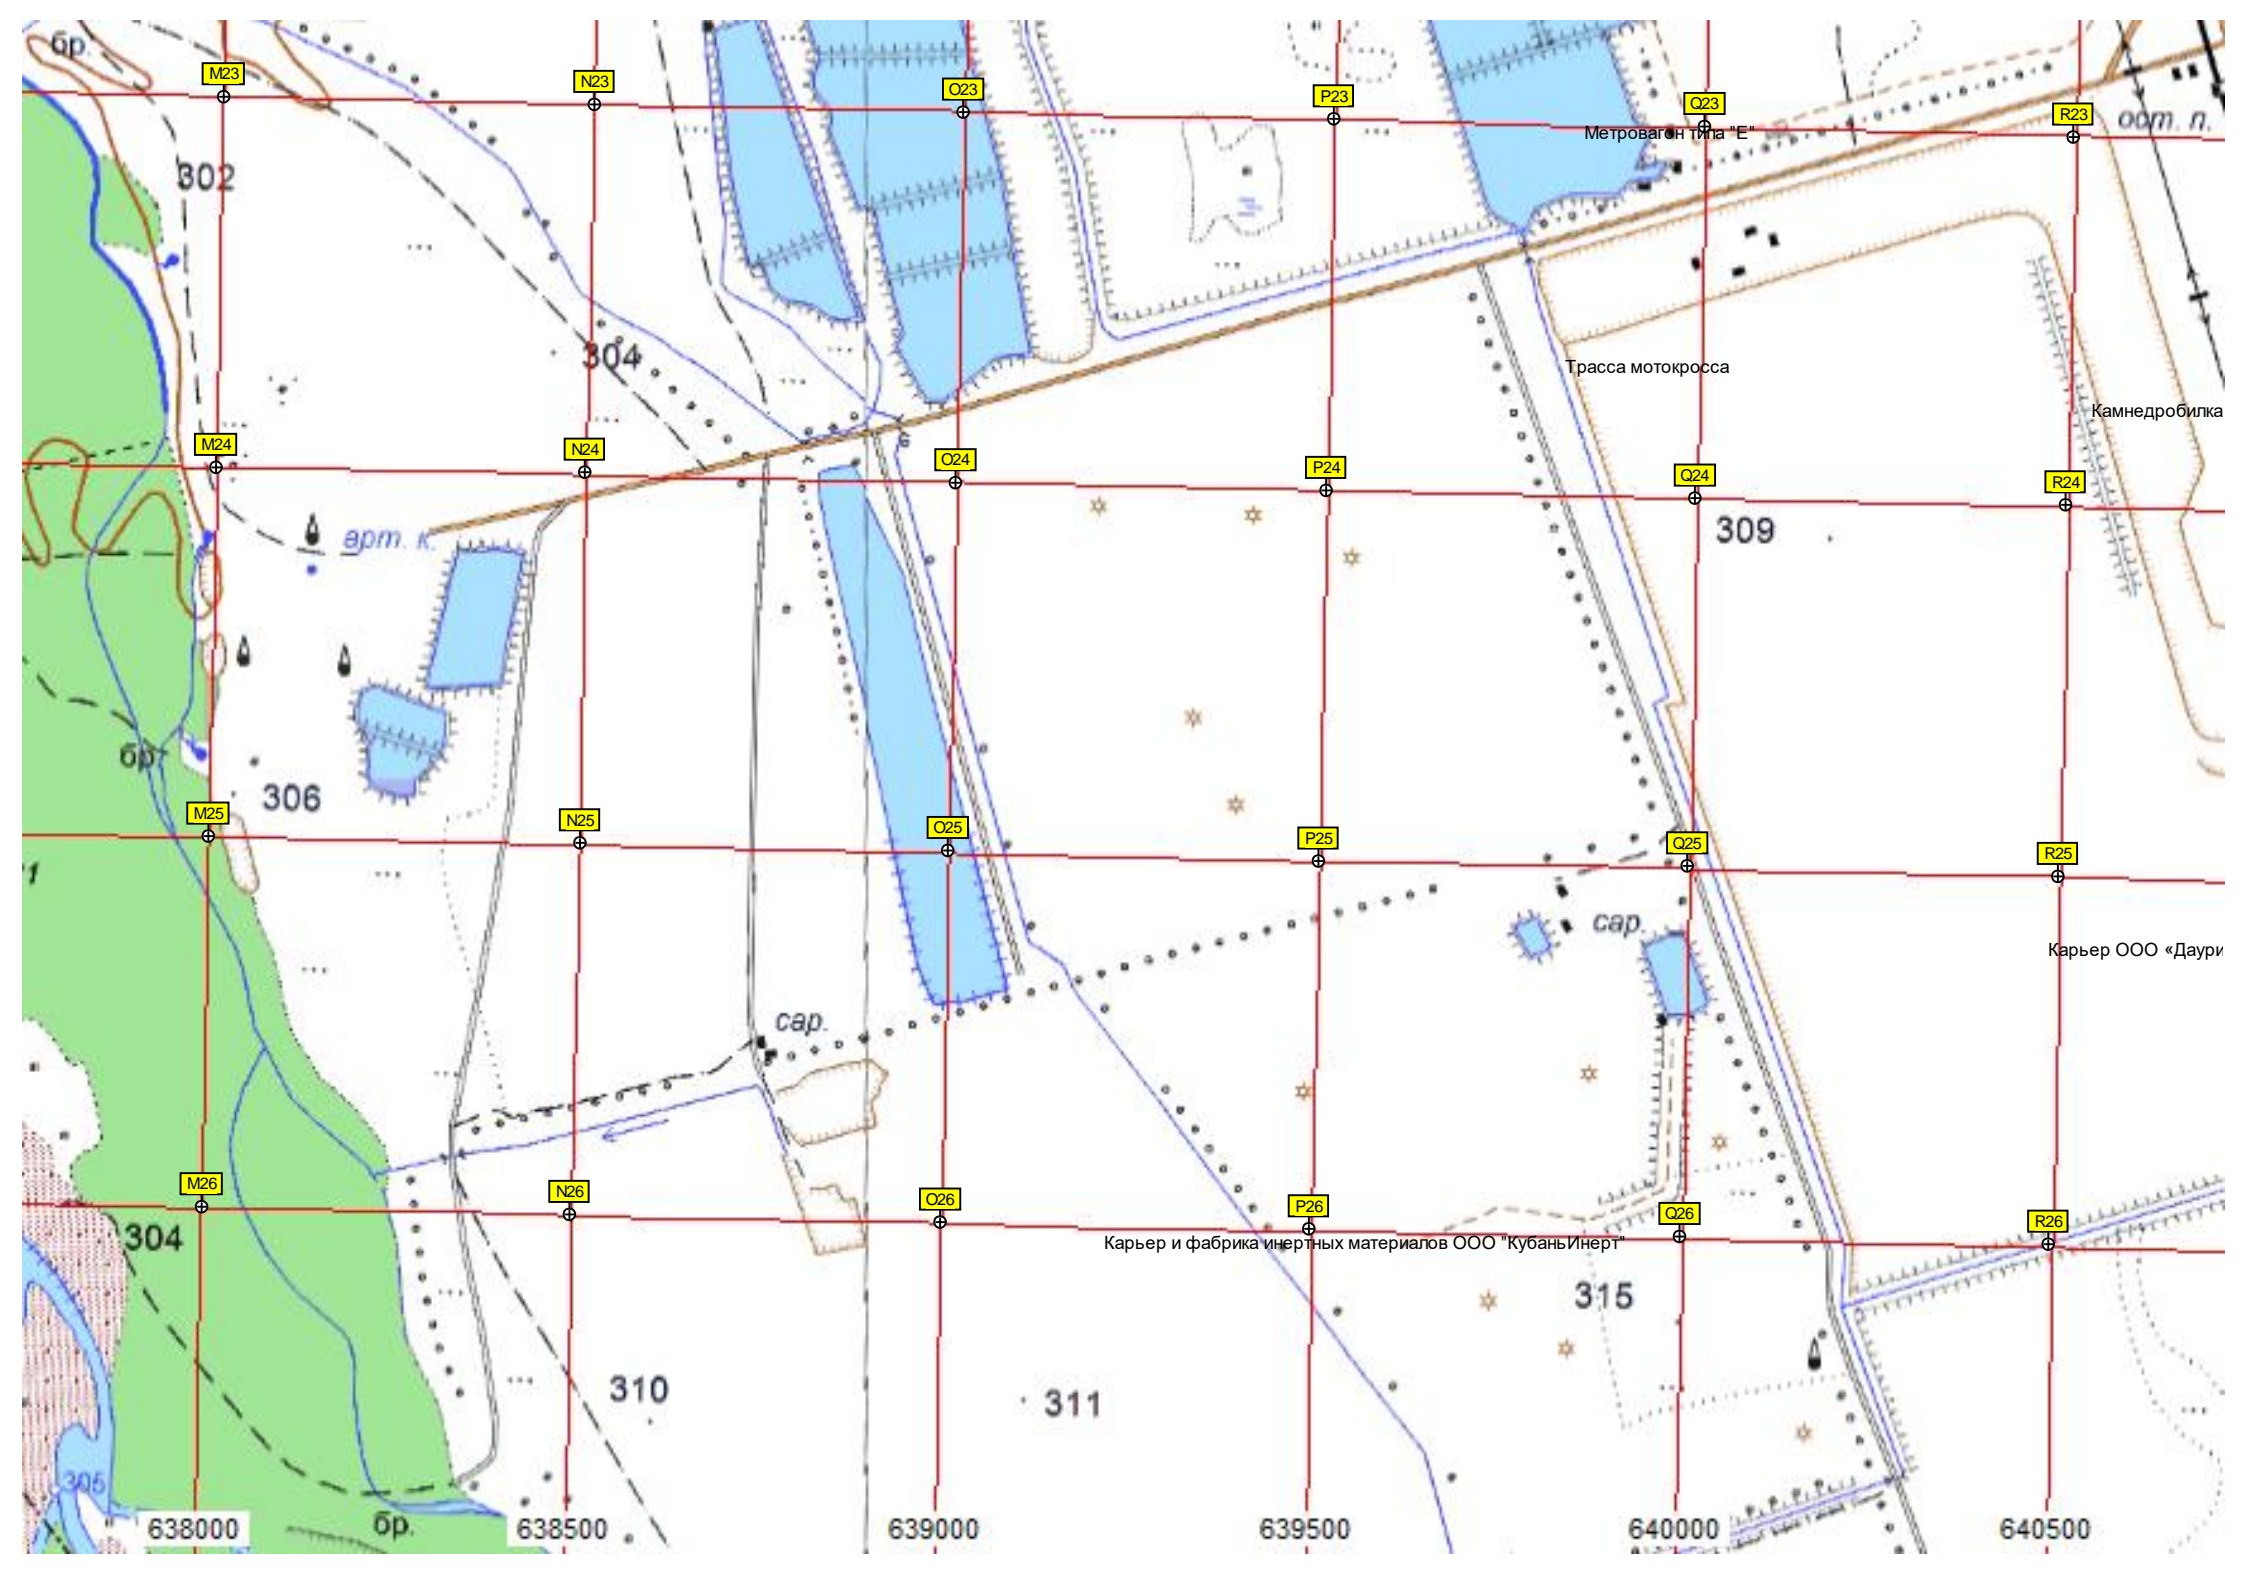 бр.
M23
N23
O23
P23
Q23
R23
ост. п.
Метровагон типа "Е"
302
304
Трасса мотокросса
Камнедробилка
M24
N24
O24
P24
Q24
R24
арт. к.
309
бр.
306
M25
N25
O25
P25
Q25
R25
сар.
Карьер ООО «Даури
сар.
M26
N26
O26
P26
Q26
R26
304
Карьер и фабрика инертных материалов ООО "КубаньИнерт"
315
310
311
305
бр.
638000
638500
639000
639500
640000
640500